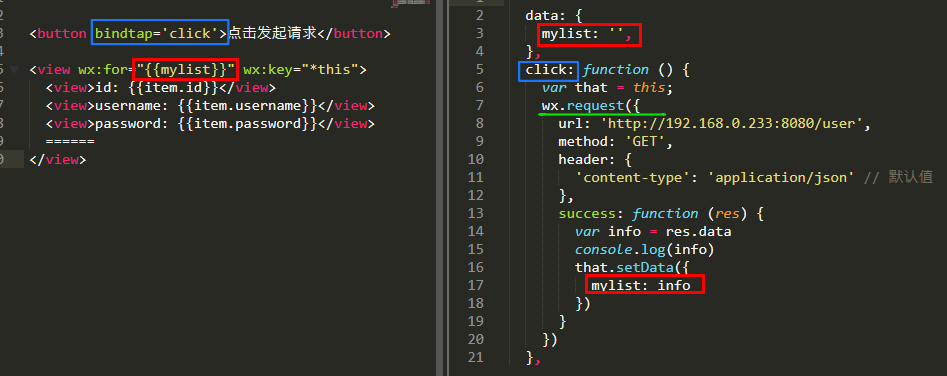 3 <button bindtap='click'>点击发起请求</button>
4
5 <view wx:for="{{mylist}}" wx:key="*this">
6 <view>id: {{item.id}}</view>
7 <view>username: {{item.username}}</view>
8 <view>password: {{item.password}}</view>
9 ======
0 </view>
2 data: {
3 mylist: '',
4 },
5 click: function () {
6 var that = this;
7 wx.request({
8 url: 'http://192.168.0.233:8080/user',
9 method: 'GET',
10 header: {
11 'content-type': 'application/json' // 默认值
12 },
13 success: function (res) {
14 var info = res.data
15 console.log(info)
16 that.setData({
17 mylist: info
18 })
19 }
20 })
21 },